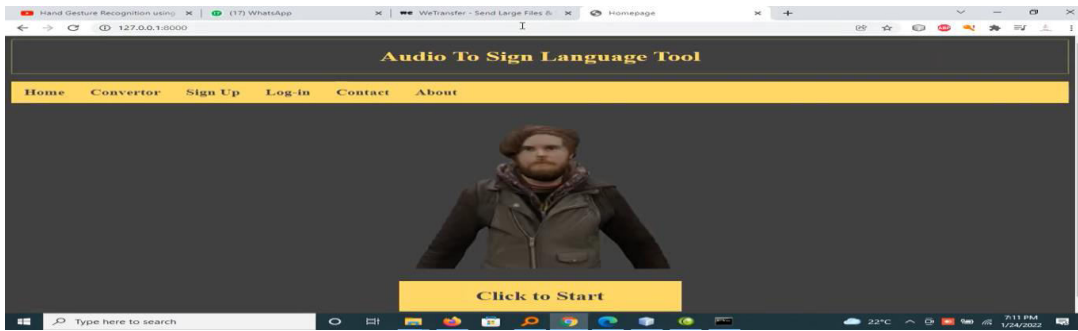 Hand Gesture Recognition using
(17) WhatsApp
WeTransfer - Send Large Files &
Homepage
127.0.0.1:8000
Audio To Sign Language Tool
Home Convertor Sign Up Log-in Contact About
Click to Start
Type here to search
22°C
7:11 PM
1/24/2022